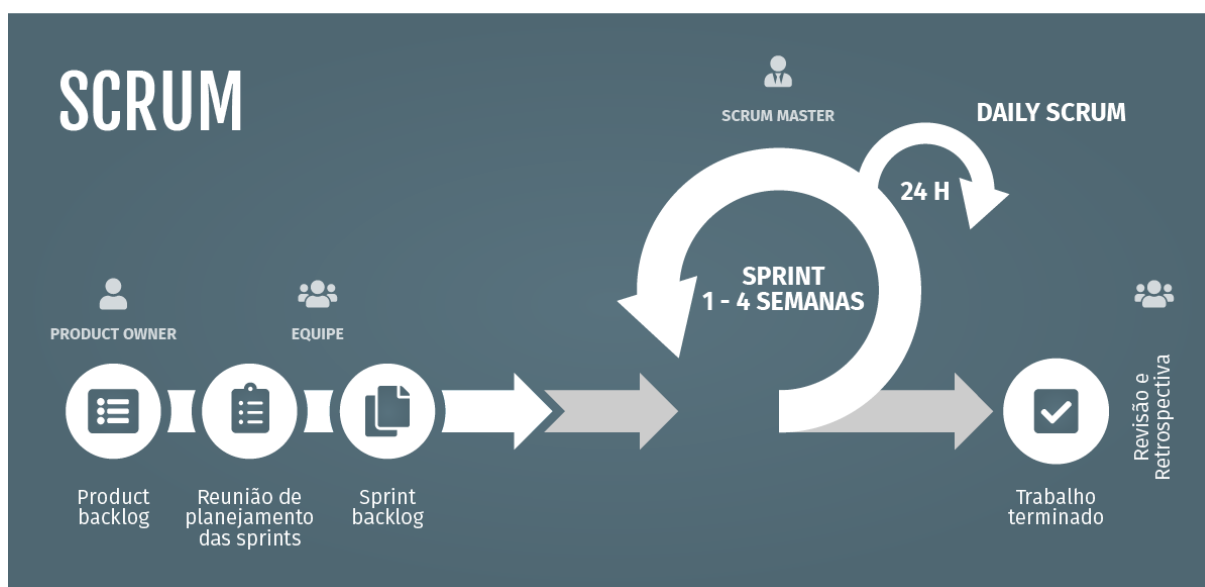 SCRUM
SCRUM MASTER
DAILY SCRUM
24 H
SPRINT
1 - 4 SEMANAS
PRODUCT OWNER
EQUIPE
Product
backlog
Reunião de
planejamento
das sprints
Sprint
backlog
Trabalho
terminado
Revisão e
Retrospectiva